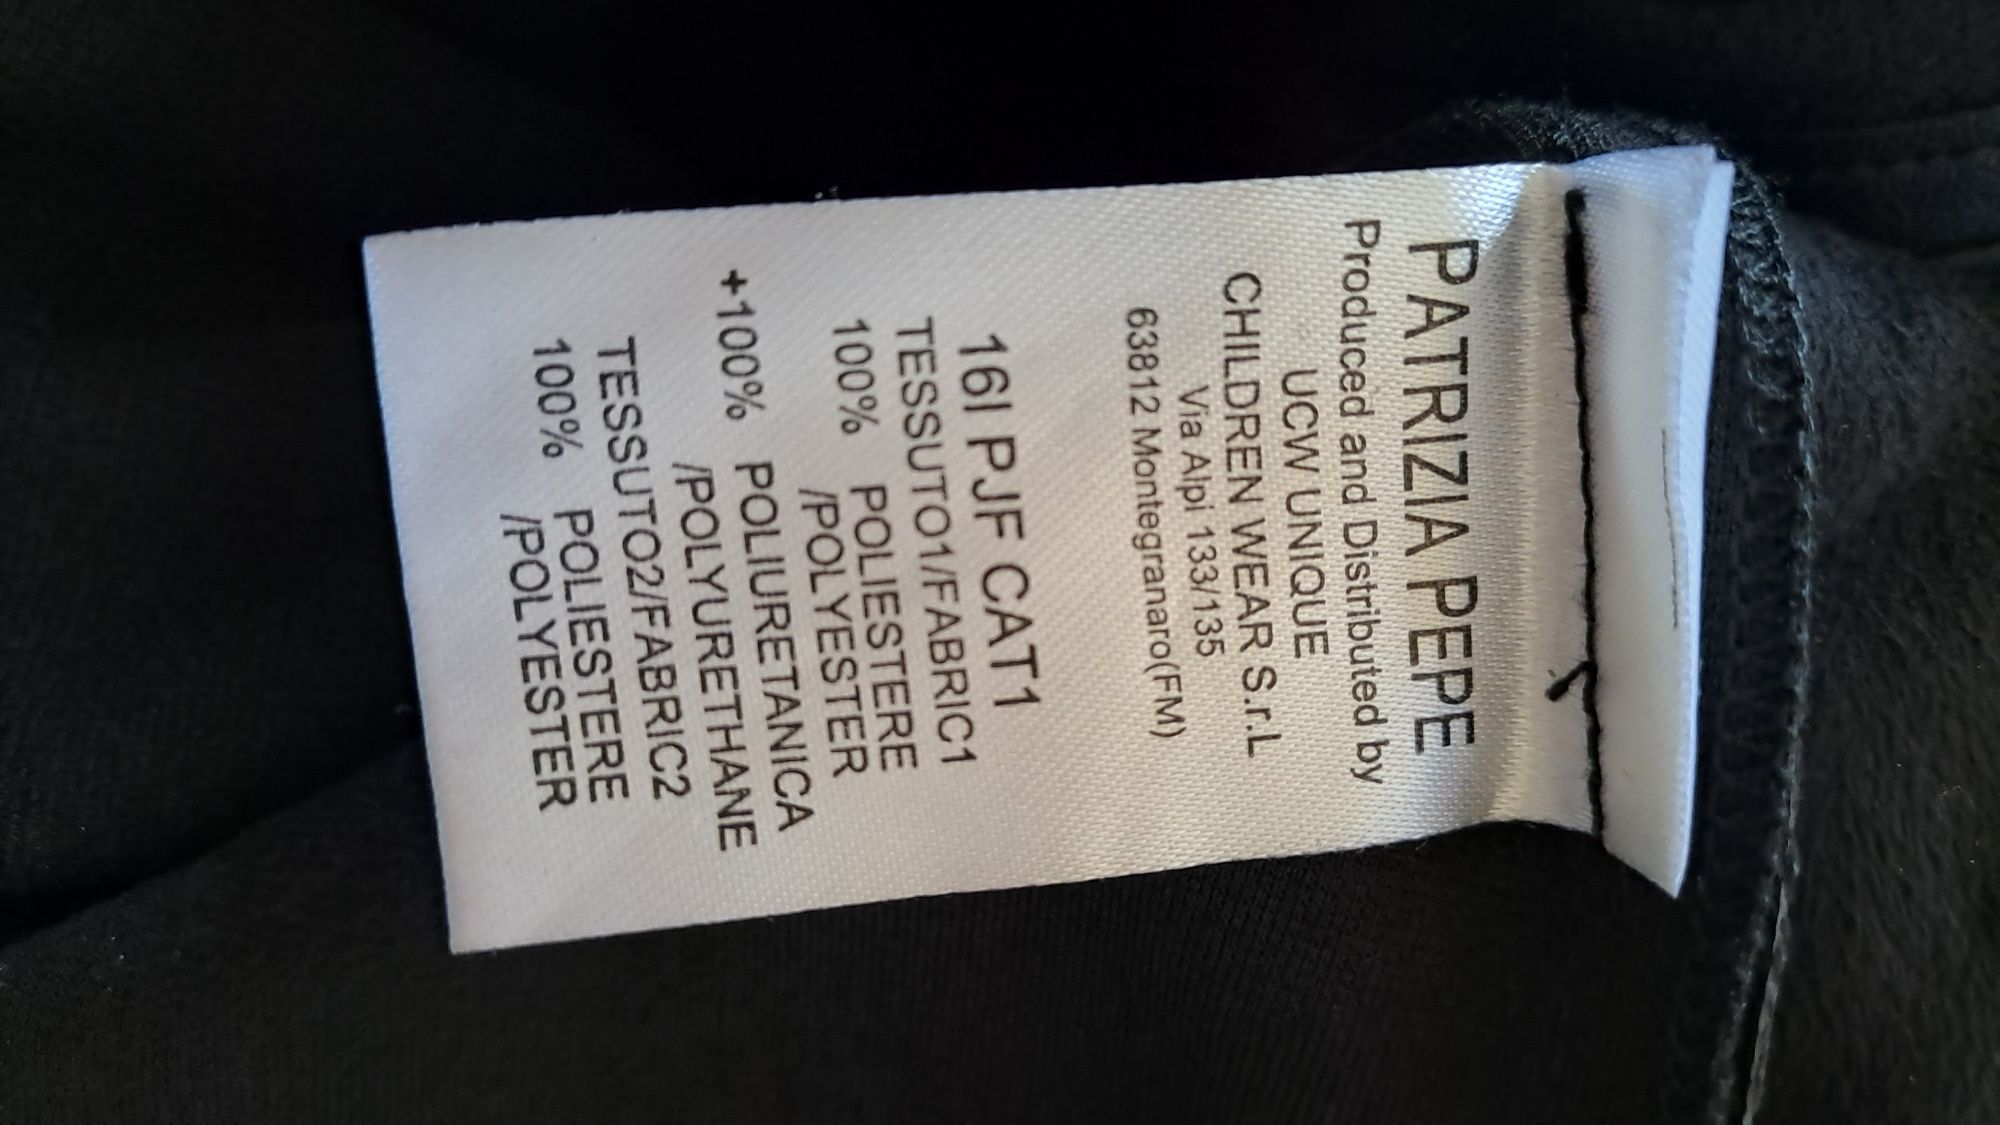 PATRIZIA PEPE
Produced and Distributed by
UCW UNIQUE
CHILDREN WEAR S.r.L
Via Alpi 133/135
63812 Montegranaro(FM)
16I PJF CAT1
TESSUTO1/FABRIC1
100% POLIESTERE
/POLYESTER
+100% POLIURETANICA
/POLYURETHANE
TESSUTO2/FABRIC2
100% POLIESTERE
/POLYESTER